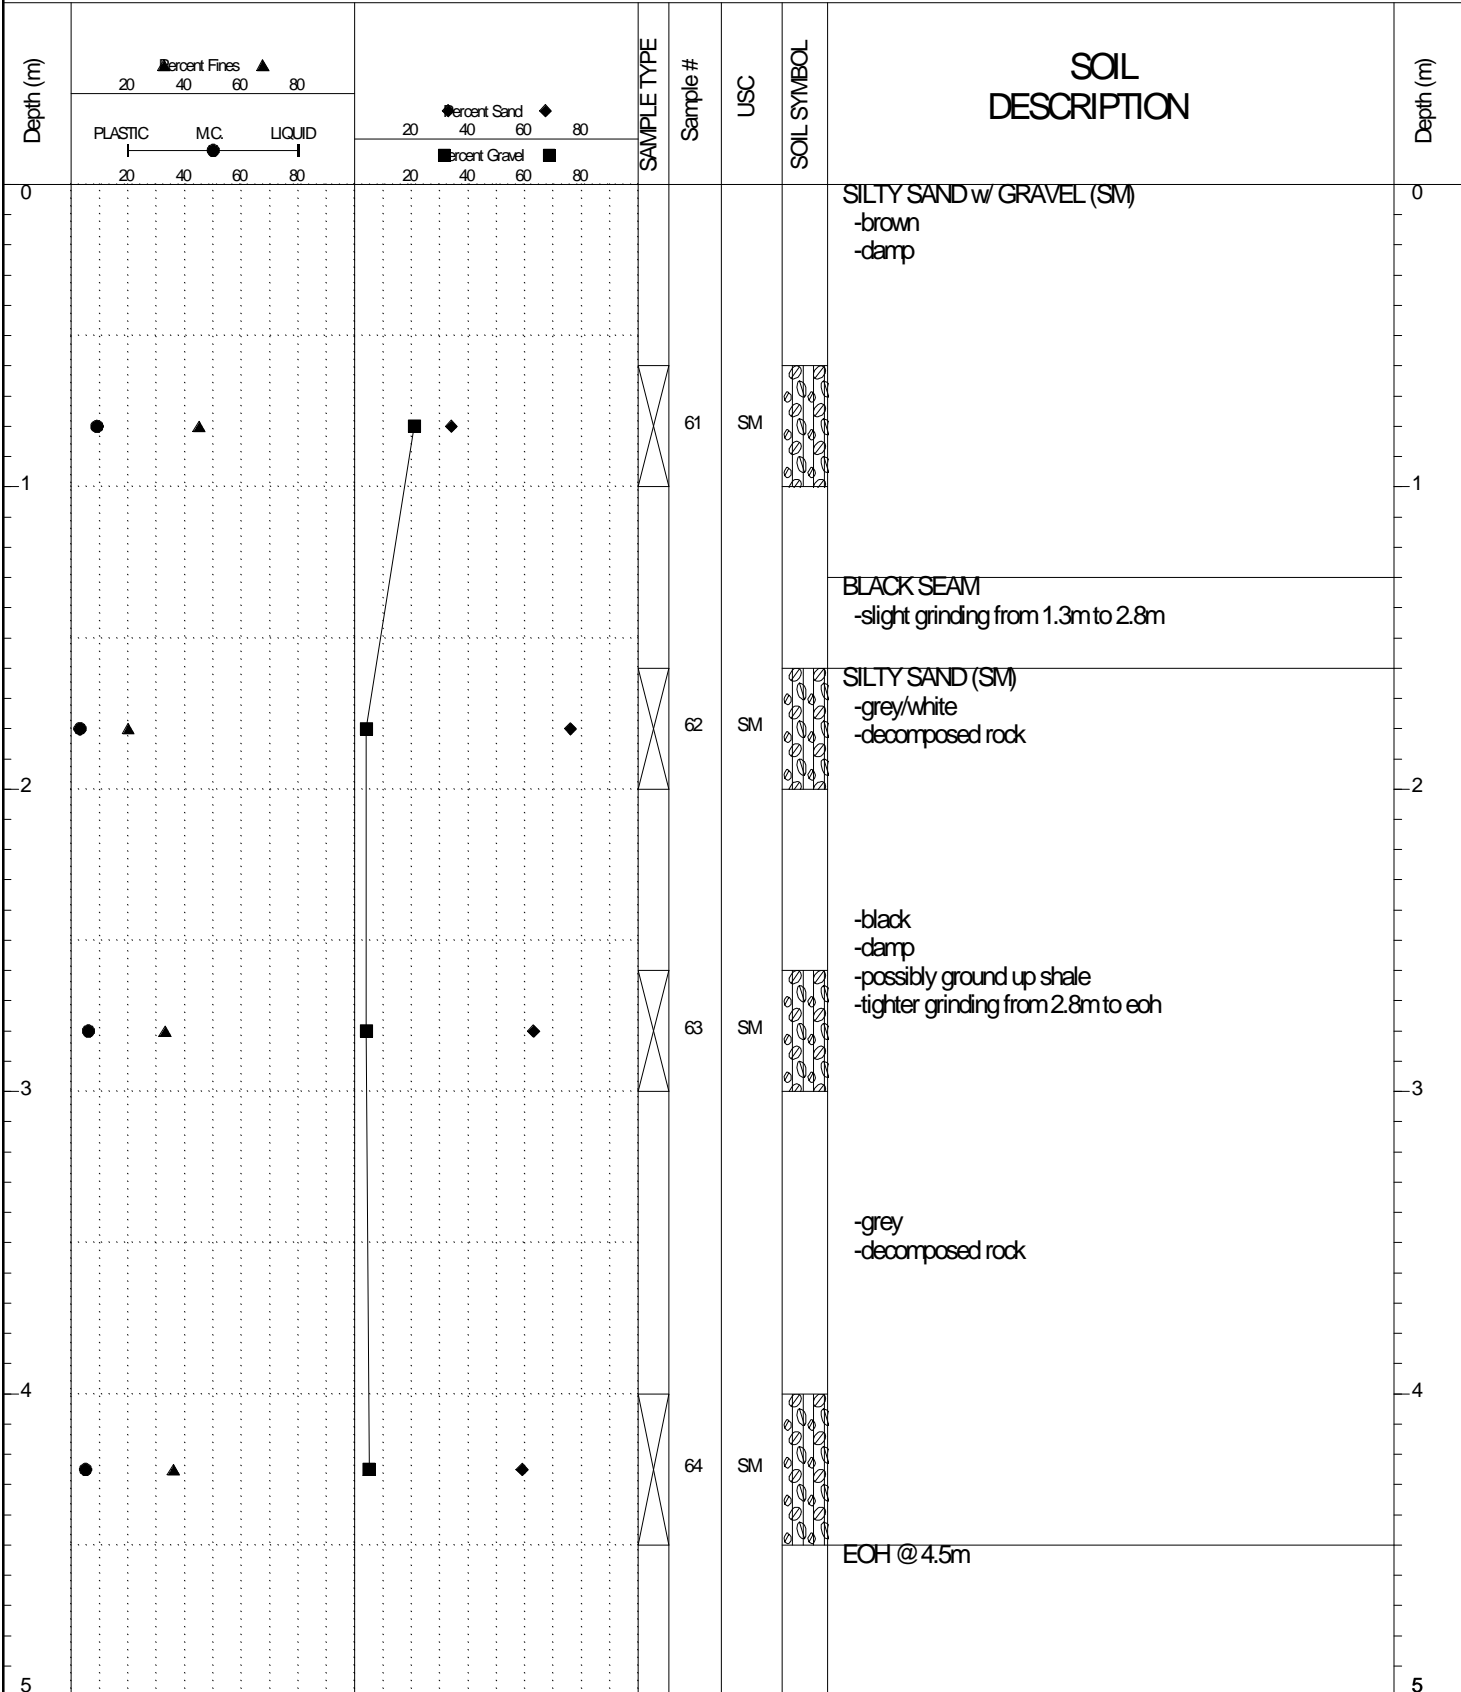 Depth (m)
Percent Fines
20 40 60 80
PLASTIC M.C. LIQUID
20 40 60 80
Percent Sand
20 40 60 80
Percent Gravel
20 40 60 80
SAMPLE TYPE
Sample #
USC
SOIL SYMBOL
SOIL
DESCRIPTION
Depth (m)
0 0
SILTY SAND w/ GRAVEL (SM)
-brown
-damp
61 SM
1 1
BLACK SEAM
-slight grinding from 1.3m to 2.8m
SILTY SAND (SM)
-grey/white
62 SM
-decomposed rock
2 2
-black
-damp
-possibly ground up shale
-tighter grinding from 2.8m to eoh
63 SM
3 3
-grey
-decomposed rock
4 4
64 SM
EOH @ 4.5m
5 5